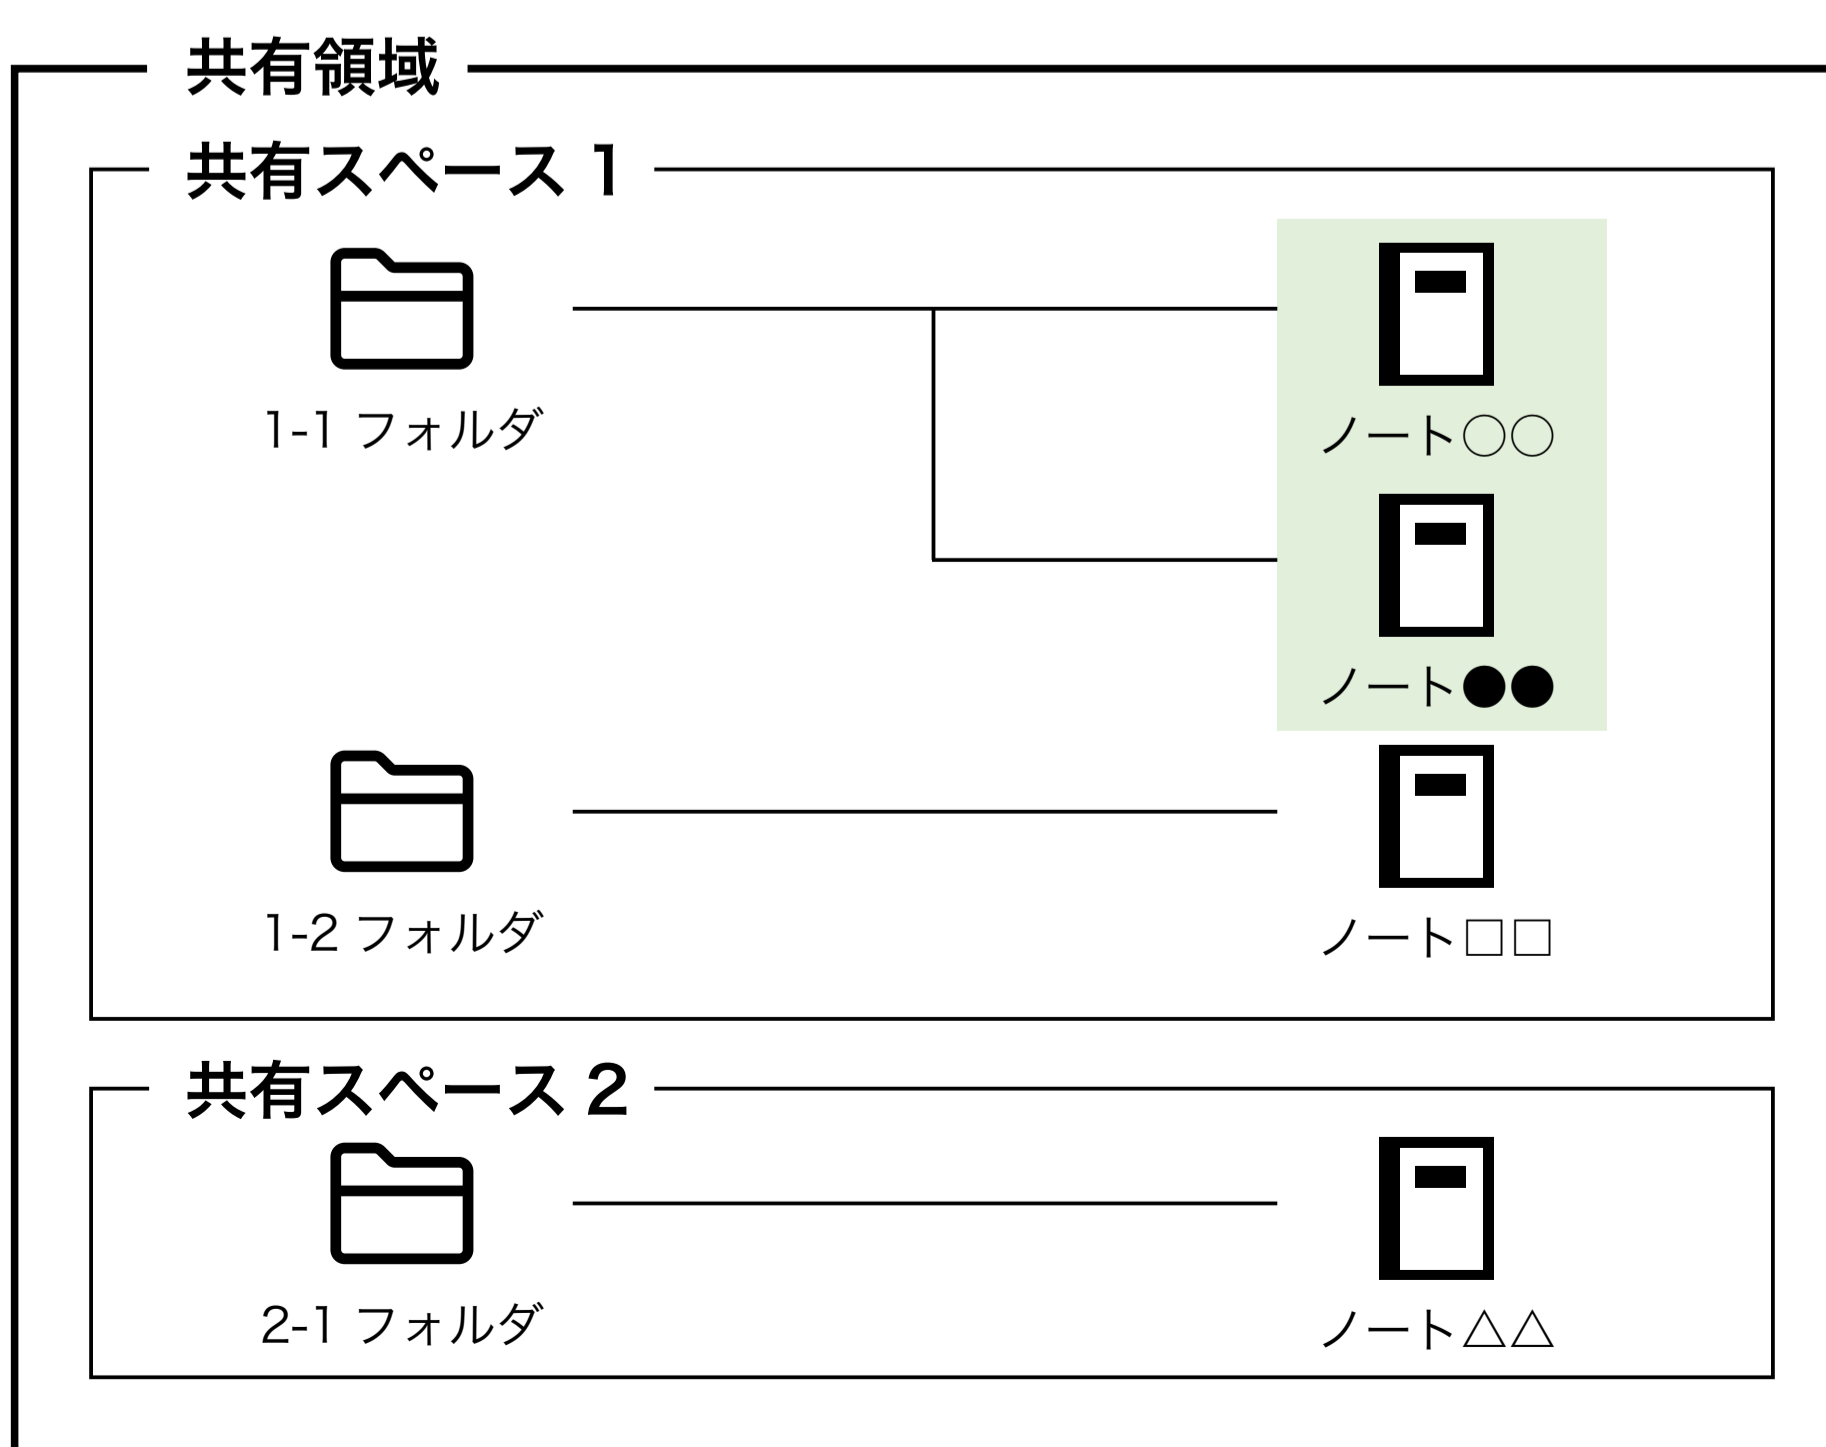 共有領域
共有スペース 1
1-1 フォルダ
ノート○○
ノート●●
1-2 フォルダ
ノート□□
共有スペース 2
2-1 フォルダ
ノート△△